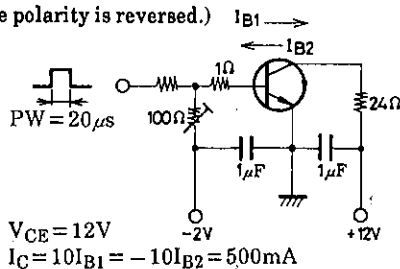 e polarity is reversed.)
IB1
IB2
1Ω
PW=20μs
100Ω
24Ω
1μF
1μF
-2V
+12V
VCE=12V
IC=10IB1=-10IB2=500mA